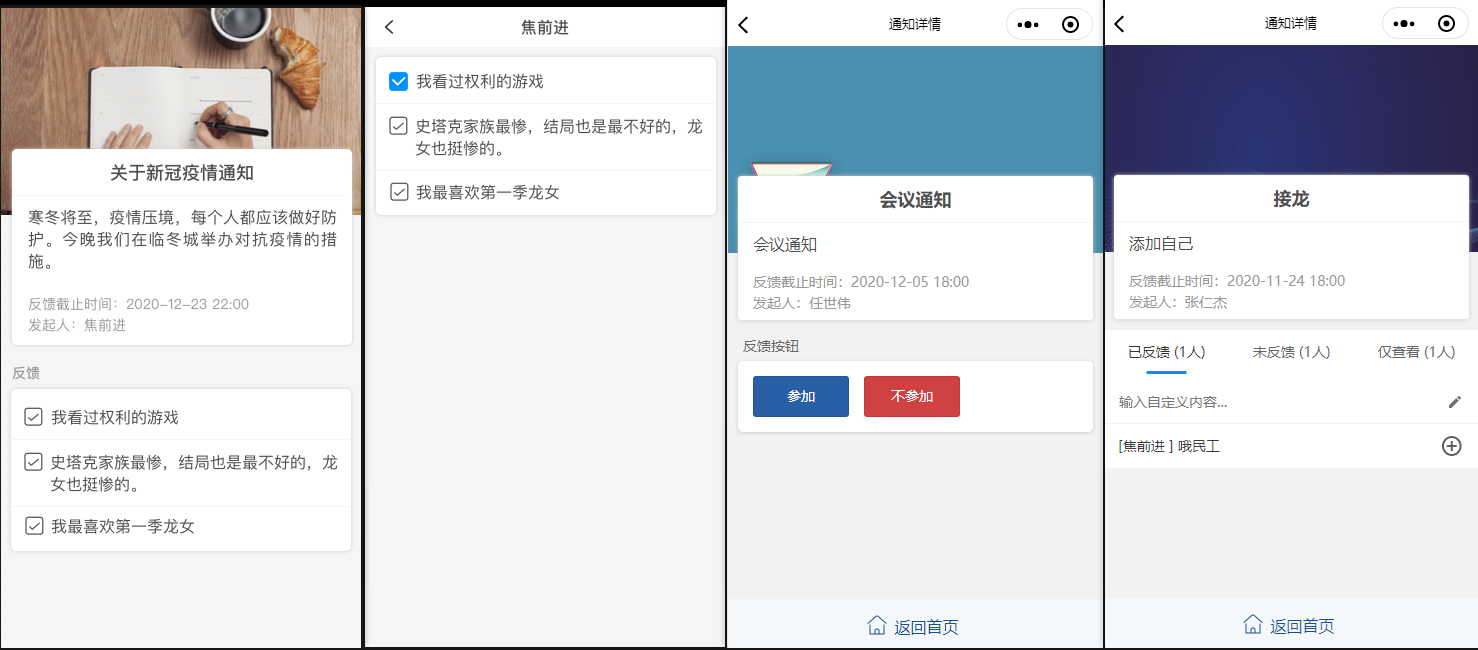 关于新冠疫情通知
寒冬将至，疫情压境，每个人都应该做好防
护。今晚我们在临冬城举办对抗疫情的措
施。
反馈截止时间：2020-12-23 22:00
发起人：焦前进
反馈
我看过权利的游戏
史塔克家族最惨，结局也是最不好的，龙
女也挺惨的。
我最喜欢第一季龙女
焦前进
我看过权利的游戏
史塔克家族最惨，结局也是最不好的，龙
女也挺惨的。
我最喜欢第一季龙女
通知详情
会议通知
会议通知
反馈截止时间：2020-12-05 18:00
发起人：任世伟
反馈按钮
参加 不参加
返回首页
通知详情
接龙
添加自己
反馈截止时间：2020-11-24 18:00
发起人：张仁杰
已反馈 (1人) 未反馈 (1人) 仅查看 (1人)
输入自定义内容...
[焦前进 ] 哦民工
返回首页